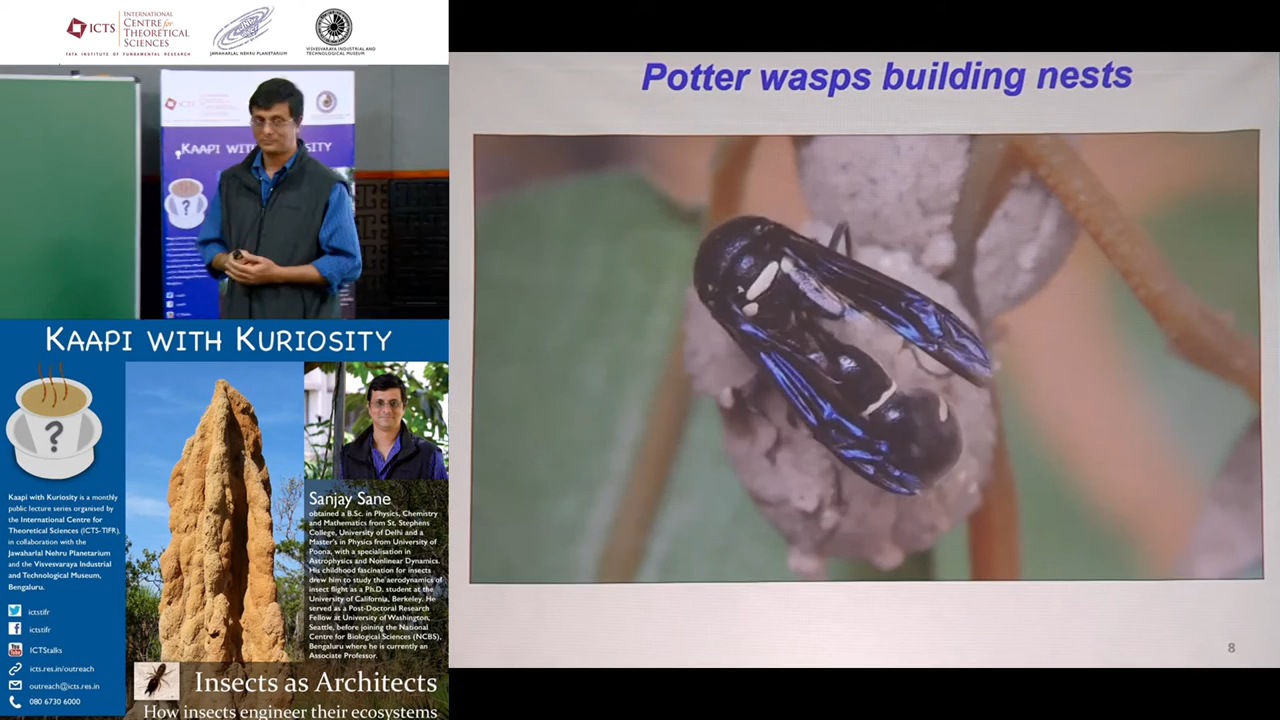 ICTS
INTERNATIONAL
CENTRE for
THEORETICAL
SCIENCES
TATA INSTITUTE OF FUNDAMENTAL RESEARCH
JAWAHARLAL NEHRU PLANETARIUM
VISVESVARAYA INDUSTRIAL AND
TECHNOLOGICAL MUSEUM
KAAPI WITH KURIOSITY
?
KAAPI WITH KURIOSITY
?
Kaapi with Kuriosity is a monthly
public lecture series organised by
the International Centre for
Theoretical Sciences (ICTS-TIFR),
in collaboration with the
Jawaharlal Nehru Planetarium
and the Visvesvaraya Industrial
and Technological Museum,
Bengaluru.
ictstifr
ictstifr
You
ICTStalks
icts.res.in/outreach
outreach@icts.res.in
080 6730 6000
Sanjay Sane
obtained a B.Sc. in Physics, Chemistry
and Mathematics from St. Stephens
College, University of Delhi and a
Master's in Physics from University of
Poona, with a specialisation in
Astrophysics and Nonlinear Dynamics.
His childhood fascination for insects
drew him to study the aerodynamics of
insect flight as a Ph.D. student at the
University of California, Berkeley. He
served as a Post-Doctoral Research
Fellow at University of Washington,
Seattle, before joining the National
Centre for Biological Sciences (NCBS),
Bengaluru where he is currently an
Associate Professor.
Insects as Architects
How insects engineer their ecosystems
Potter wasps building nests
8